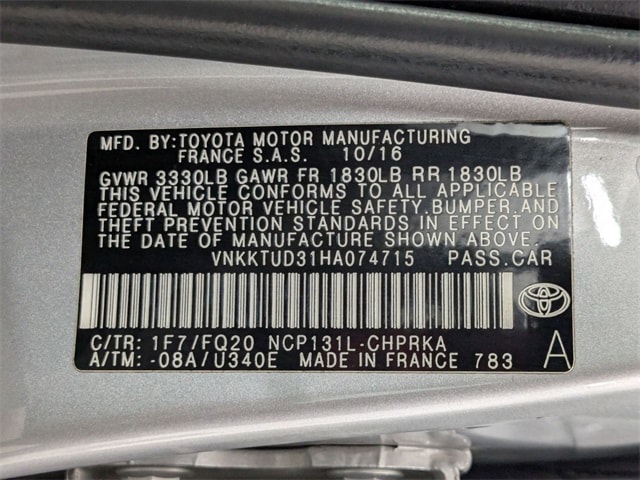 MFD. BY:TOYOTA MOTOR MANUFACTURING
FRANCE S.A.S. 10/16
GVWR 3330LB GAWR FR 1830LB RR 1830LB
THIS VEHICLE CONFORMS TO ALL APPLICABLE
FEDERAL MOTOR VEHICLE SAFETY,BUMPER,AND
THEFT PREVENTION STANDARDS IN EFFECT ON
THE DATE OF MANUFACTURE SHOWN ABOVE.
VNKKTUD31HA074715 PASS.CAR
C/TR: 1F7/FQ20 NCP131L-CHPRKA
A/TM: -08A/U340E MADE IN FRANCE 783
A